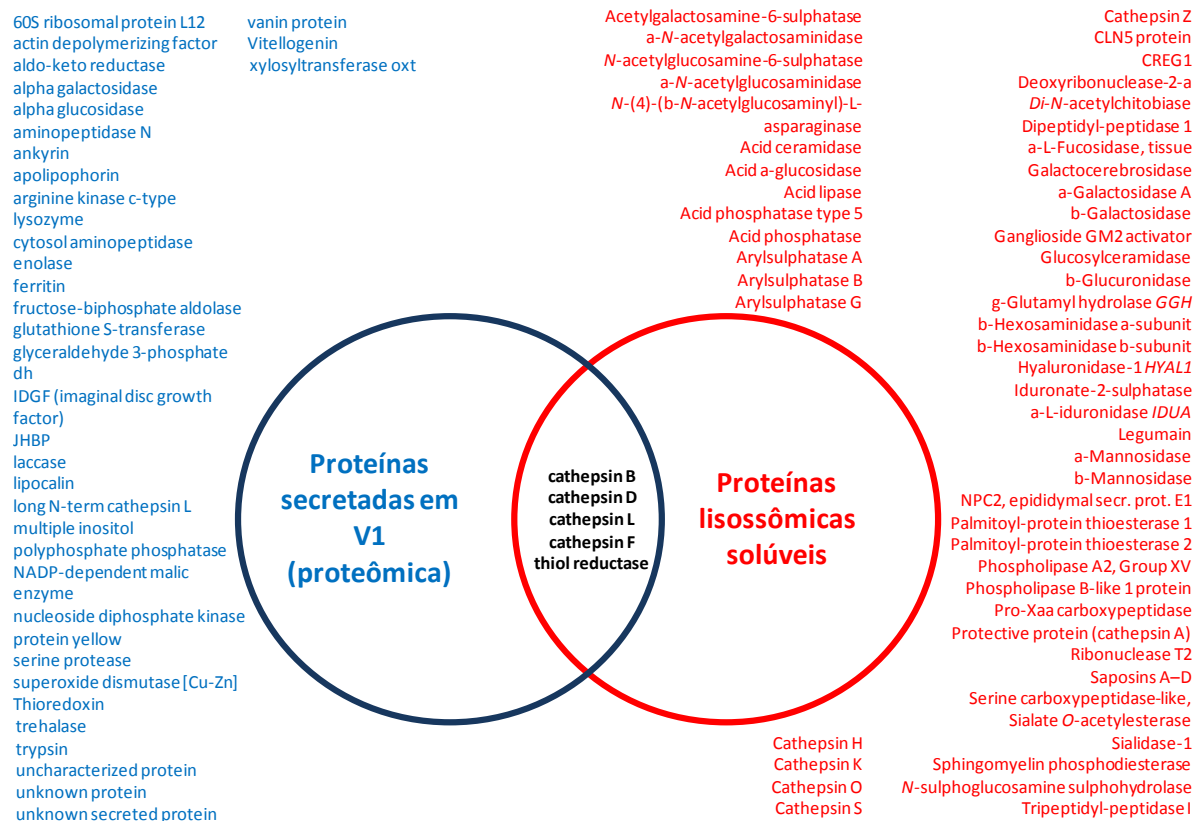 60S ribosomal protein L12
actin depolymerizing factor
aldo-keto reductase
alpha galactosidase
alpha glucosidase
aminopeptidase N
ankyrin
apolipophorin
arginine kinase c-type
lysozyme
cytosol aminopeptidase
enolase
ferritin
fructose-biphosphate aldolase
glutathione S-transferase
glyceraldehyde 3-phosphate
dh
IDGF (imaginal disc growth
factor)
JHBP
laccase
lipocalin
long N-term cathepsin L
multiple inositol
polyphosphate phosphatase
NADP-dependent malic
enzyme
nucleoside diphosphate kinase
protein yellow
serine protease
superoxide dismutase [Cu-Zn]
Thioredoxin
trehalase
trypsin
uncharacterized protein
unknown protein
unknown secreted protein
vanin protein
Vitellogenin
xylosyltransferase oxt
Proteínas
secretadas em
V1
(proteômica)
cathepsin B
cathepsin D
cathepsin L
cathepsin F
thiol reductase
Proteínas
lisossômicas
solúveis
Acetylgalactosamine-6-sulphatase
a-N-acetylgalactosaminidase
N-acetylglucosamine-6-sulphatase
a-N-acetylglucosaminidase
N-(4)-(b-N-acetylglucosaminyl)-L-
asparaginase
Acid ceramidase
Acid a-glucosidase
Acid lipase
Acid phosphatase type 5
Acid phosphatase
Arylsulphatase A
Arylsulphatase B
Arylsulphatase G
Cathepsin H
Cathepsin K
Cathepsin O
Cathepsin S
Cathepsin Z
CLN5 protein
CREG1
Deoxyribonuclease-2-a
Di-N-acetylchitobiase
Dipeptidyl-peptidase 1
a-L-Fucosidase, tissue
Galactocerebrosidase
a-Galactosidase A
b-Galactosidase
Ganglioside GM2 activator
Glucosylceramidase
b-Glucuronidase
g-Glutamyl hydrolase GGH
b-Hexosaminidase a-subunit
b-Hexosaminidase b-subunit
Hyaluronidase-1 HYAL1
Iduronate-2-sulphatase
a-L-iduronidase IDUA
Legumain
a-Mannosidase
b-Mannosidase
NPC2, epididymal secr. prot. E1
Palmitoyl-protein thioesterase 1
Palmitoyl-protein thioesterase 2
Phospholipase A2, Group XV
Phospholipase B-like 1 protein
Pro-Xaa carboxypeptidase
Protective protein (cathepsin A)
Ribonuclease T2
Saposins A–D
Serine carboxypeptidase-like,
Sialate O-acetylesterase
Sialidase-1
Sphingomyelin phosphodiesterase
N-sulphoglucosamine sulphohydrolase
Tripeptidyl-peptidase I